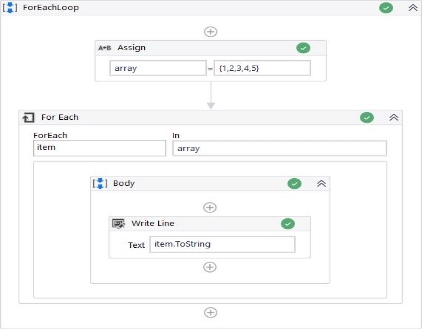 ForEachLoop
A*B Assign
array = {1,2,3,4,5}
For Each
ForEach In
item array
Body
Write Line
Text item.ToString